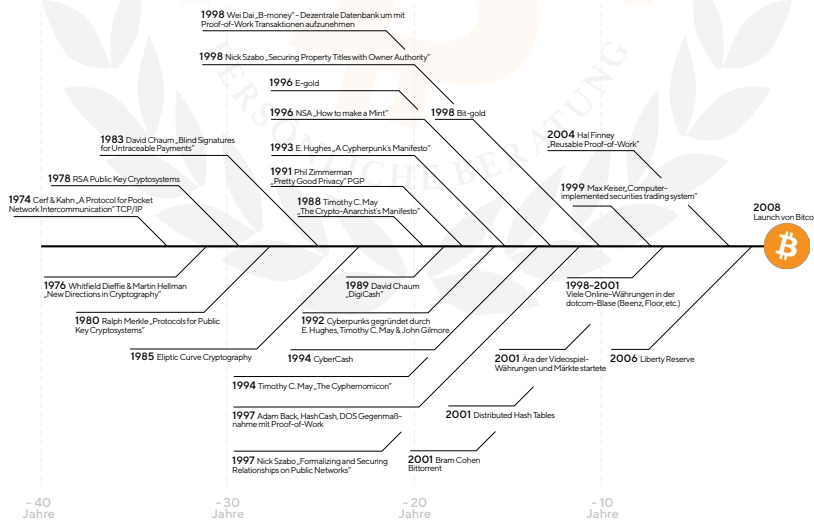 1998 Wei Dai „B-money“ - Dezentrale Datenbank um mit
Proof-of-Work Transaktionen aufzunehmen
1998 Nick Szabo „Securing Property Titles with Owner Authority“
1996 E-gold
1996 NSA „How to make a Mint“
1998 Bit-gold
1983 David Chaum „Blind Signatures
for Untraceable Payments“
1993 E. Hughes „A Cypherpunk´s Manifesto“
2004 Hal Finney
„Reusable Proof-of-Work“
1978 RSA Public Key Cryptosystems
1991 Phil Zimmerman
„Pretty Good Privacy“ PGP
1999 Max Keiser „Computer-
implemented securities trading system“
1974 Cerf & Kahn „A Protocol for Pocket
Network Intercommunication“ TCP/IP
1988 Timothy C. May
„The Crypto-Anarchist´s Manifesto“
2008
Launch von Bitco
PERSÖNLICHE BERATUNG
1976 Whitfield Dieffie & Martin Hellman
„New Directions in Cryptography“
1989 David Chaum
„DigiCash“
1998-2001
Viele Online-Währungen in der
dotcom-Blase (Beenz, Floor, etc.)
1980 Ralph Merkle „Protocols for Public
Key Cryptosystems“
1992 Cyberpunks gegründet durch
E. Hughes, Timothy C. May & John Gilmore
1985 Eliptic Curve Cryptography
1994 CyberCash
2001 Ära der Videospiel-
Währungen und Märkte startete
2006 Liberty Reserve
1994 Timothy C. May „The Cyphernomicon“
1997 Adam Back, HashCash, DOS Gegenmaß-
nahme mit Proof-of-Work
2001 Distributed Hash Tables
1997 Nick Szabo „Formalizing and Securing
Relationships on Public Networks“
2001 Bram Cohen
Bittorrent
- 40
Jahre
- 30
Jahre
- 20
Jahre
- 10
Jahre